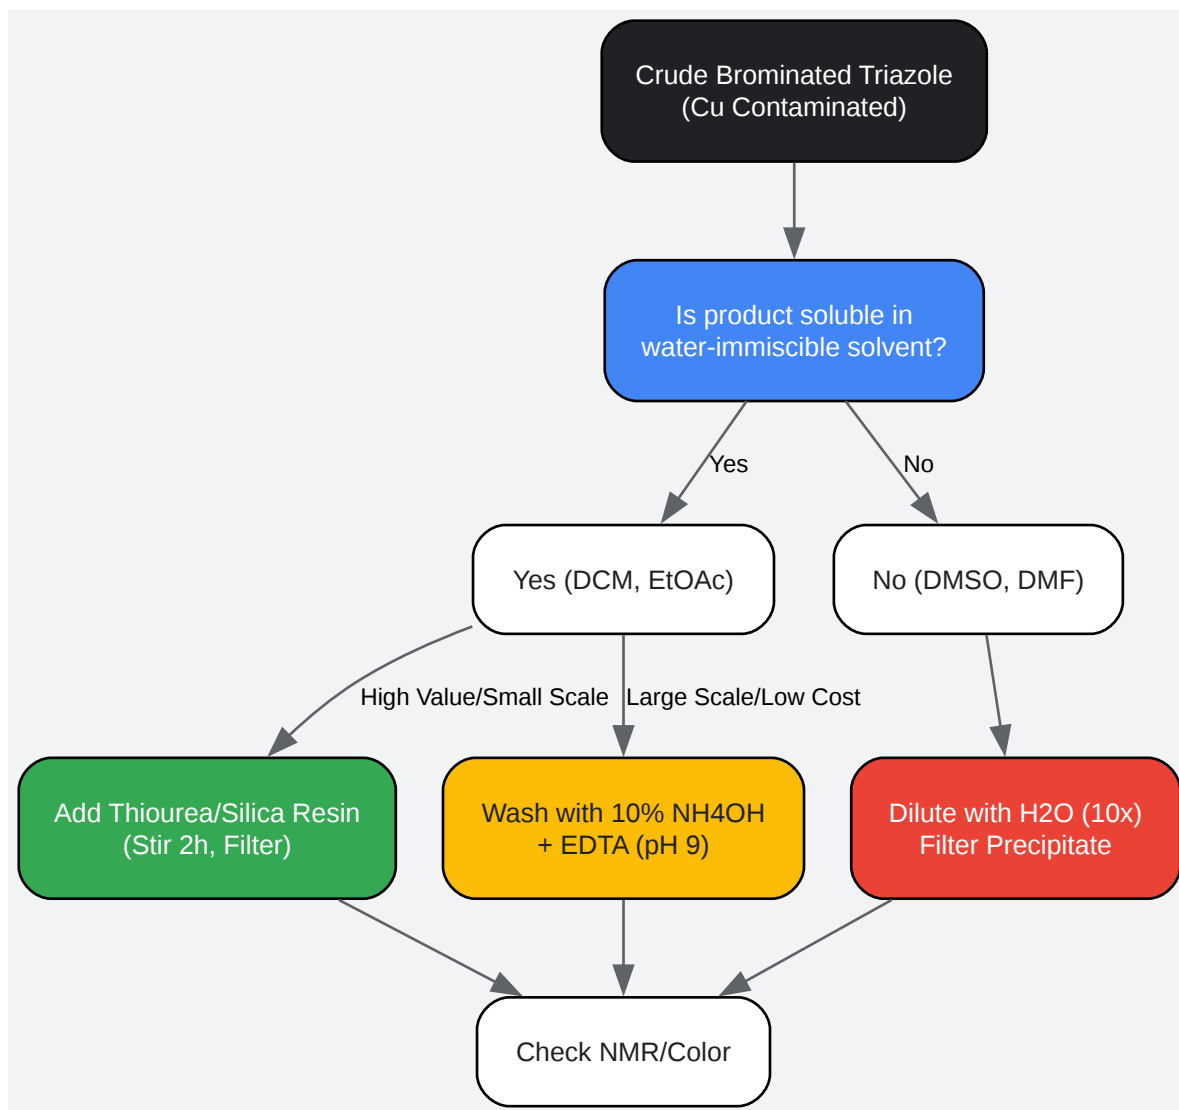 Crude Brominated Triazole
(Cu Contaminated)
Is product soluble in
water-immiscible solvent?
Yes
No
Yes (DCM, EtOAc)
No (DMSO, DMF)
High Value/Small Scale
Large Scale/Low Cost
Add Thiourea/Silica Resin
(Stir 2h, Filter)
Wash with 10% NH4OH
+ EDTA (pH 9)
Dilute with H2O (10x)
Filter Precipitate
Check NMR/Color